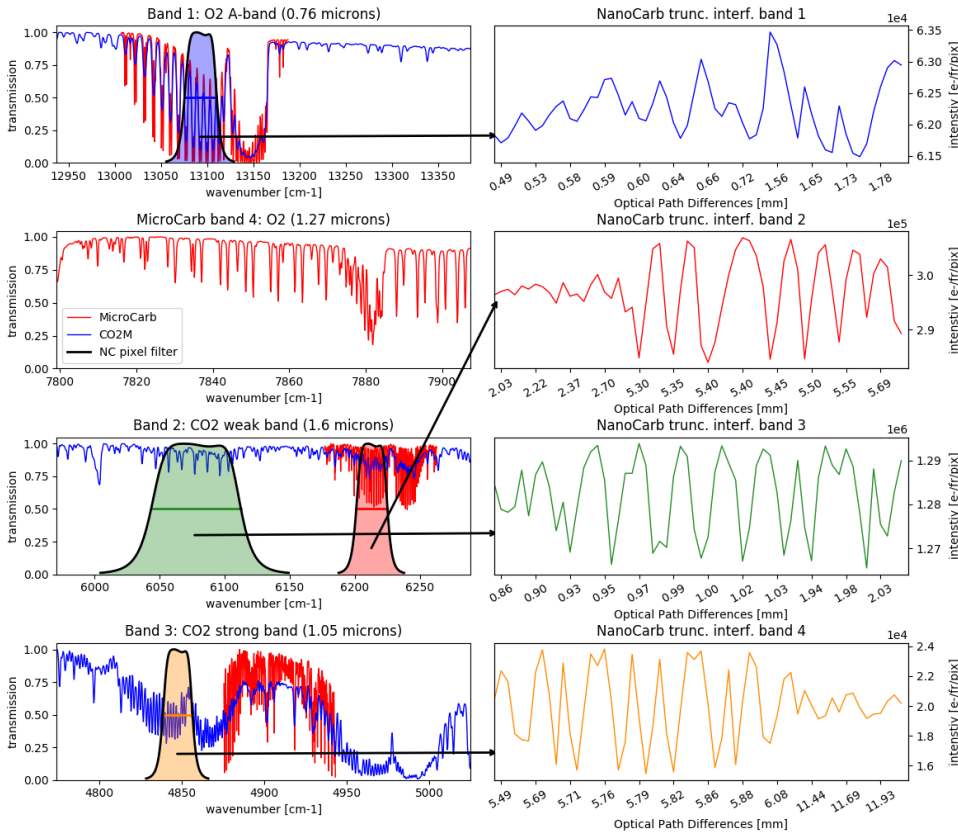 Band 1: O2 A-band (0.76 microns)
1.00
0.75
0.50
0.25
0.00
transmission
12950 13000 13050 13100 13150 13200 13250 13300 13350
wavenumber [cm-1]
NanoCarb trunc. interf. band 1
1e4
6.35
6.25
6.20
6.15
intenstiv [e-/fr/pix]
0.49 0.53 0.58 0.59 0.60 0.64 0.66 0.72 1.56 1.65 1.73 1.78
Optical Path Differences [mm]
MicroCarb band 4: O2 (1.27 microns)
1.00
0.75
0.50
0.25
0.00
transmission
MicroCarb
CO2M
NC pixel filter
7800 7820 7840 7860 7880 7900
wavenumber [cm-1]
NanoCarb trunc. interf. band 2
1e5
3.0
2.9
intenstiv [e-/fr/pix]
2.03 2.22 2.37 2.70 5.30 5.35 5.40 5.40 5.45 5.50 5.55 5.69
Optical Path Differences [mm]
Band 2: CO2 weak band (1.6 microns)
1.00
0.75
0.50
0.25
0.00
transmission
6000 6050 6100 6150 6200 6250
wavenumber [cm-1]
NanoCarb trunc. interf. band 3
1e6
1.29
1.28
1.27
intenstiv [e-/fr/pix]
0.86 0.90 0.93 0.95 0.97 0.99 1.00 1.02 1.03 1.94 1.98 2.03
Optical Path Differences [mm]
Band 3: CO2 strong band (1.05 microns)
1.00
0.75
0.50
0.25
0.00
transmission
4800 4850 4900 4950 5000
wavenumber [cm-1]
NanoCarb trunc. interf. band 4
1e4
2.4
2.2
2.0
1.8
1.6
intenstiv [e-/fr/pix]
5.49 5.69 5.71 5.76 5.79 5.82 5.86 5.88 6.08 11.44 11.69 11.93
Optical Path Differences [mm]